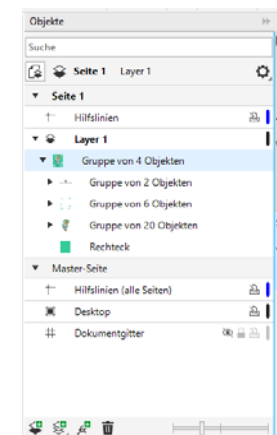 Objekte
Suche
Seite 1 Layer 1
Seite 1
Hilfslinien
Layer 1
Gruppe von 4 Objekten
Gruppe von 2 Objekten
Gruppe von 6 Objekten
Gruppe von 20 Objekten
Rechteck
Master-Seite
Hilfslinien (alle Seiten)
Desktop
Dokumentgitter